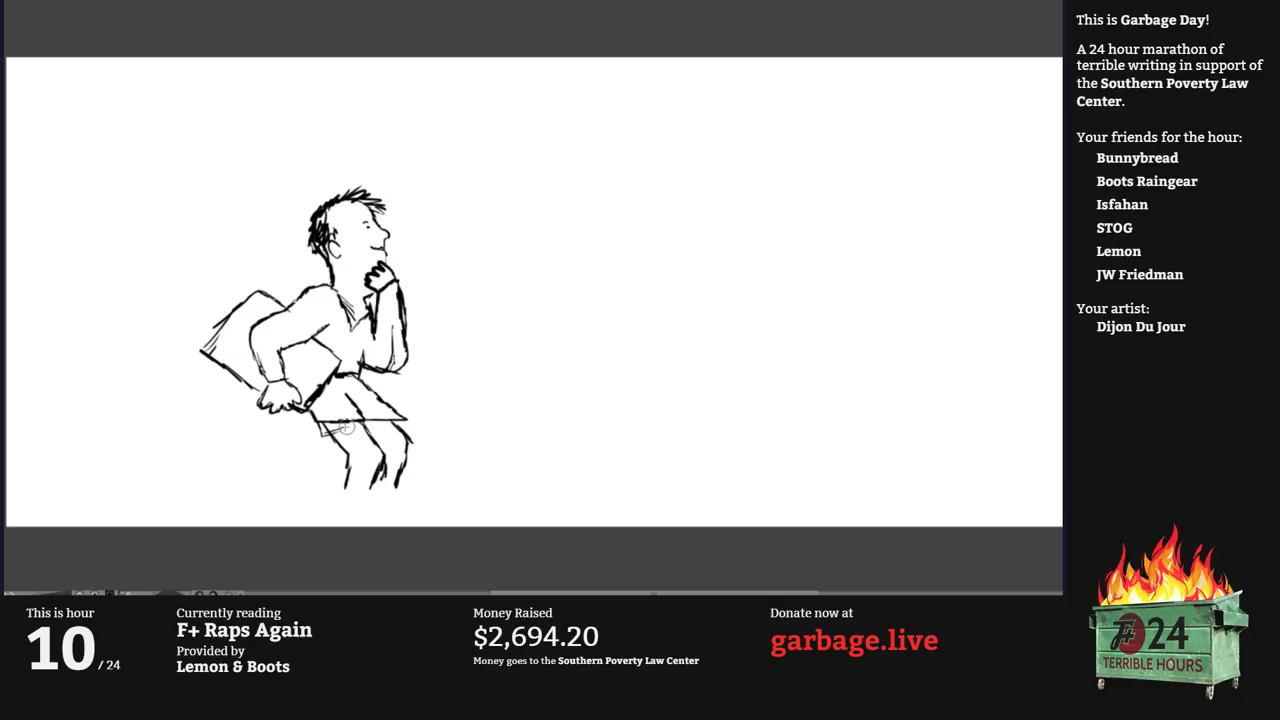 This is Garbage Day!
A 24 hour marathon of
terrible writing in support of
the Southern Poverty Law
Center.
Your friends for the hour:
Bunnybread
Boots Raingear
Isfahan
STOG
Lemon
JW Friedman
Your artist:
Dijon Du Jour
F+ 24
TERRIBLE HOURS
This is hour
10 / 24
Currently reading
F+ Raps Again
Provided by
Lemon & Boots
Money Raised
$2,694.20
Money goes to the Southern Poverty Law Center
Donate now at
garbage.live